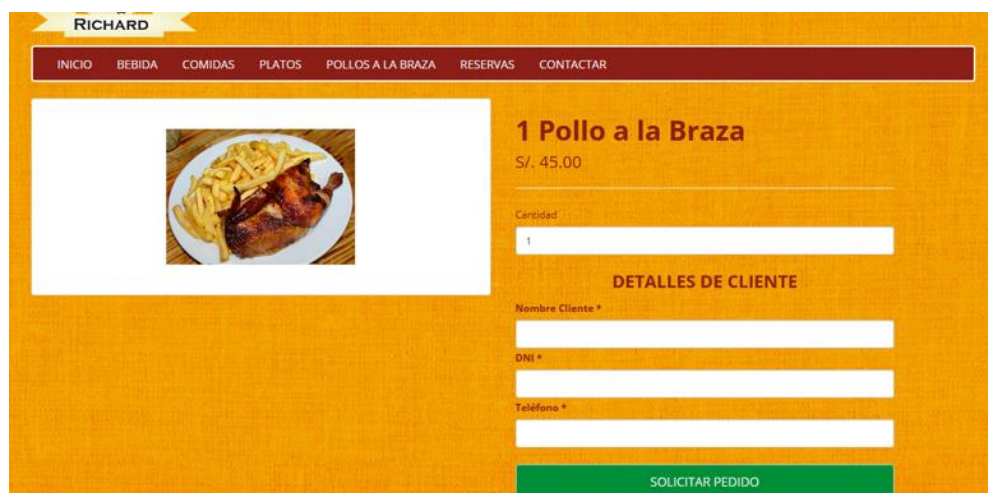 RICHARD
INICIO BEBIDA COMIDAS PLATOS POLLOS A LA BRAZA RESERVAS CONTACTAR
1 Pollo a la Braza
S/. 45.00
Cantidad
1
DETALLES DE CLIENTE
Nombre Cliente *
DNI *
Teléfono *
SOLICITAR PEDIDO